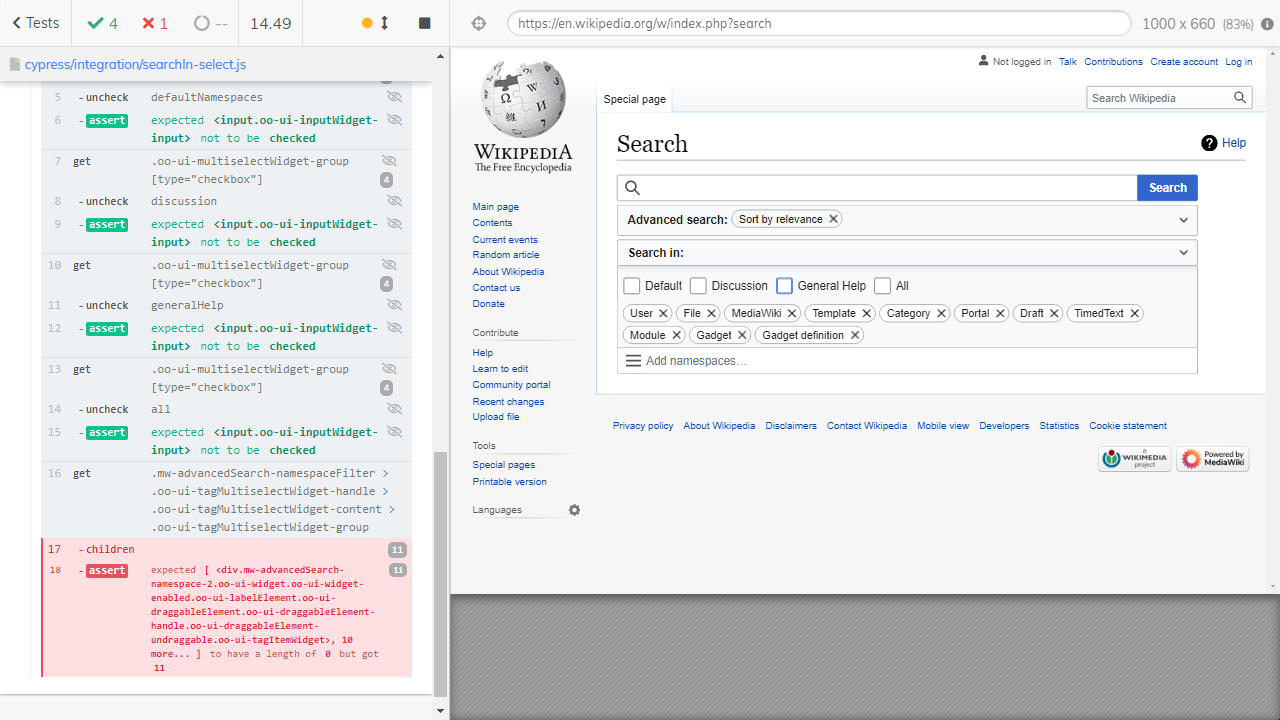 Tests
4
1
--
14.49
https://en.wikipedia.org/w/index.php?search
1000 x 660 (83%)
cypress/integration/searchIn-select.js
5 -uncheck defaultNamespaces
6 -assert expected <input.oo-ui-inputWidget-
input> not to be checked
7 get .oo-ui-multiselectWidget-group
[type="checkbox"] 4
8 -uncheck discussion
9 -assert expected <input.oo-ui-inputWidget-
input> not to be checked
10 get .oo-ui-multiselectWidget-group
[type="checkbox"] 4
11 -uncheck generalHelp
12 -assert expected <input.oo-ui-inputWidget-
input> not to be checked
13 get .oo-ui-multiselectWidget-group
[type="checkbox"] 4
14 -uncheck all
15 -assert expected <input.oo-ui-inputWidget-
input> not to be checked
16 get .mw-advancedSearch-namespaceFilter >
.oo-ui-tagMultiselectWidget-handle >
.oo-ui-tagMultiselectWidget-content >
.oo-ui-tagMultiselectWidget-group
17 -children 11
18 -assert expected [ <div.mw-advancedSearch- 11
namespace-2.oo-ui-widget.oo-ui-widget-
enabled.oo-ui-labelElement.oo-ui-
draggableElement.oo-ui-draggableElement-
handle.oo-ui-draggableElement-
undraggable.oo-ui-tagItemWidget>, 10
more... ] to have a length of 0 but got
11
Not logged in Talk Contributions Create account Log in
Special page
Search Wikipedia
WIKIPEDIA
The Free Encyclopedia
Main page
Contents
Current events
Random article
About Wikipedia
Contact us
Donate
Contribute
Help
Learn to edit
Community portal
Recent changes
Upload file
Tools
Special pages
Printable version
Languages
Search
Help
Search
Advanced search: Sort by relevance
Search in:
Default Discussion General Help All
User File MediaWiki Template Category Portal Draft TimedText
Module Gadget Gadget definition
Add namespaces…
Privacy policy About Wikipedia Disclaimers Contact Wikipedia Mobile view Developers Statistics Cookie statement
a
WIKIMEDIA
project
Powered by
MediaWiki